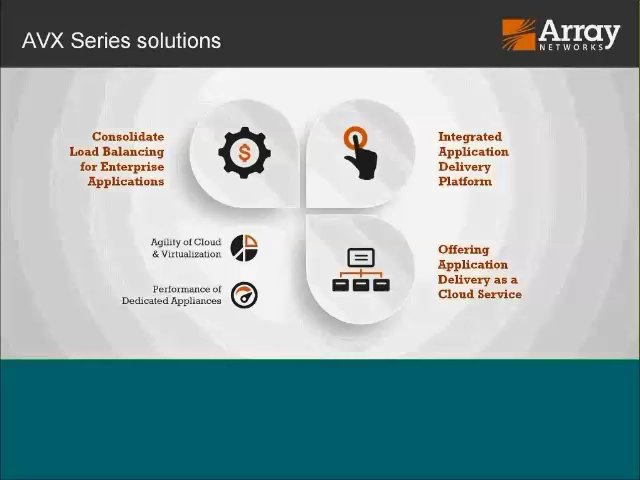 AVX Series solutions
Array
NETWORKS
Consolidate
Load Balancing
for Enterprise
Applications
$
Integrated
Application
Delivery
Platform
Agility of Cloud
& Virtualization
Performance of
Dedicated Appliances
Offering
Application
Delivery as a
Cloud Service